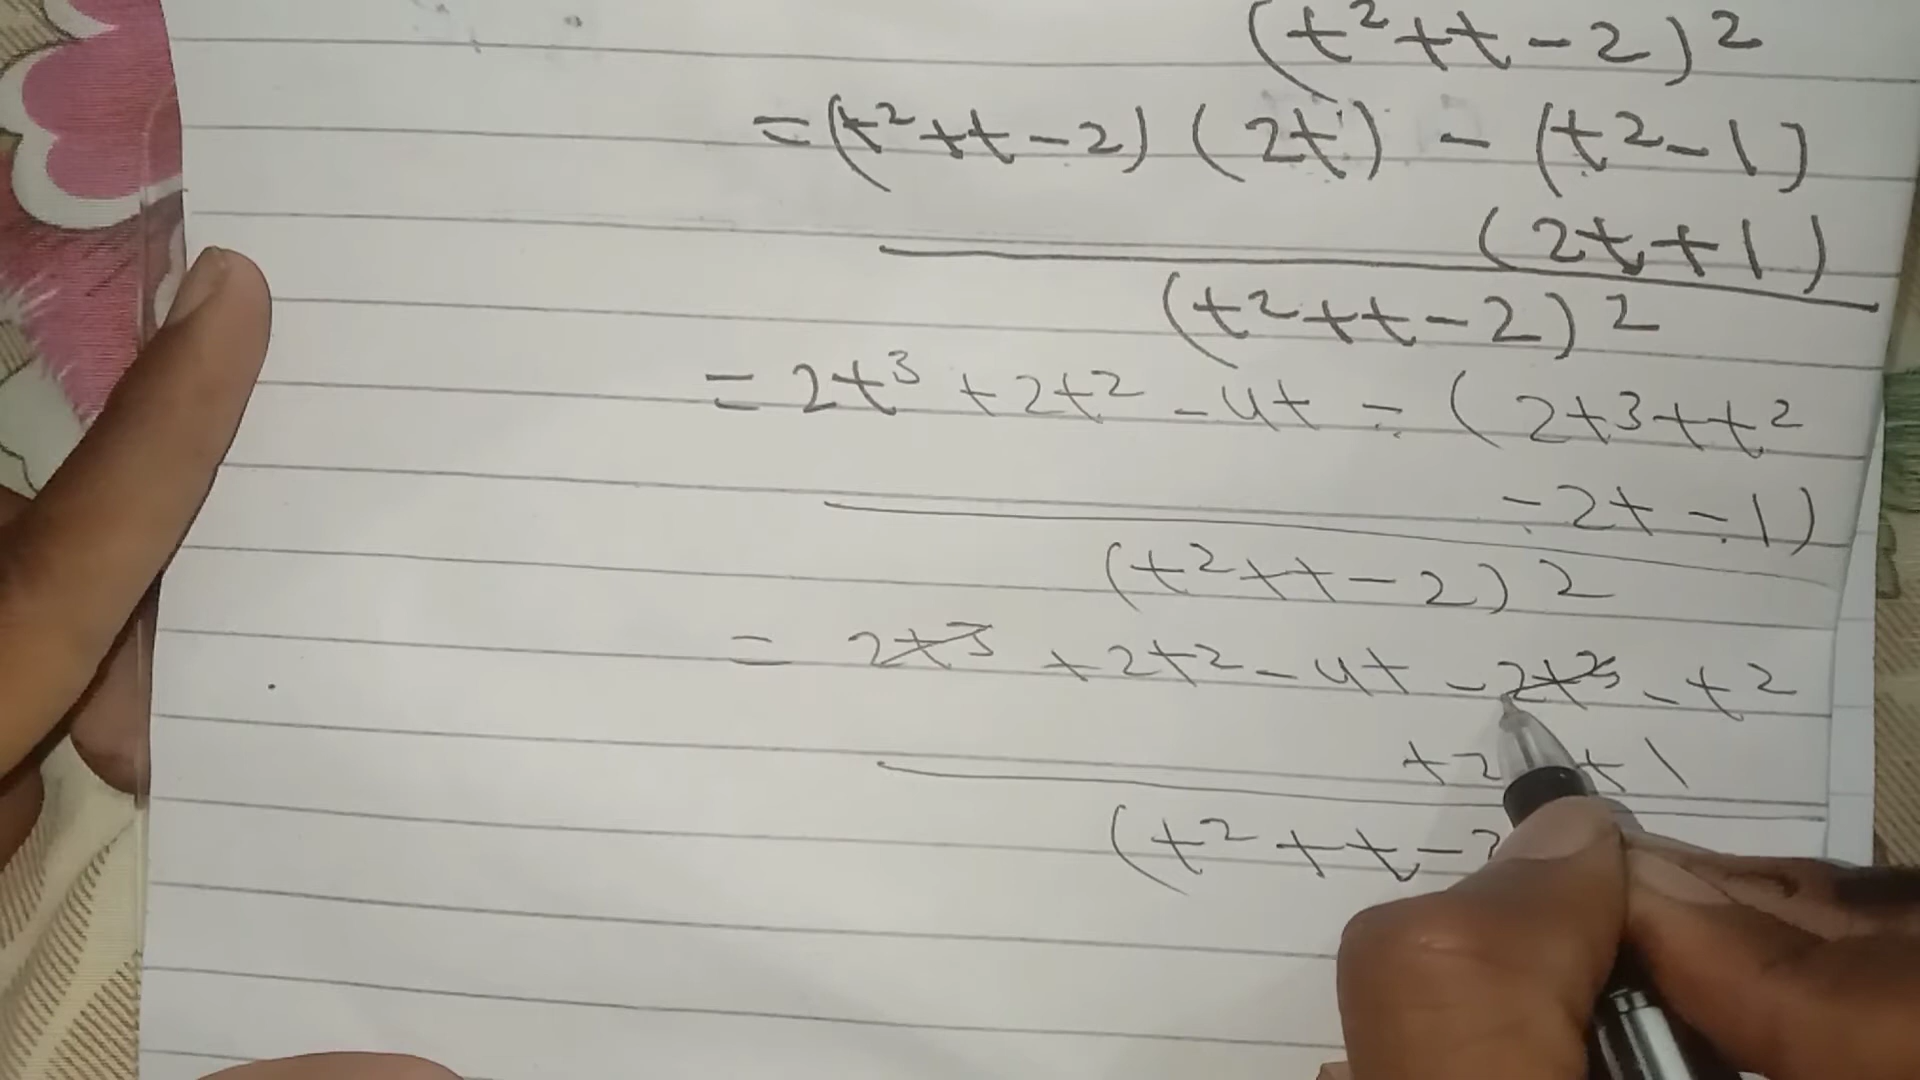 (t²+t-2)²
=(t²+t-2) (2t) - (t²-1)
(2t+1)
(t²+t-2)²
= 2t³ +2t² -4t - (2t³+t²
-2t-1)
(t²+t-2)²
= 2t³ +2t² -4t -2t³ -t²
+2 +1
(t²+t-